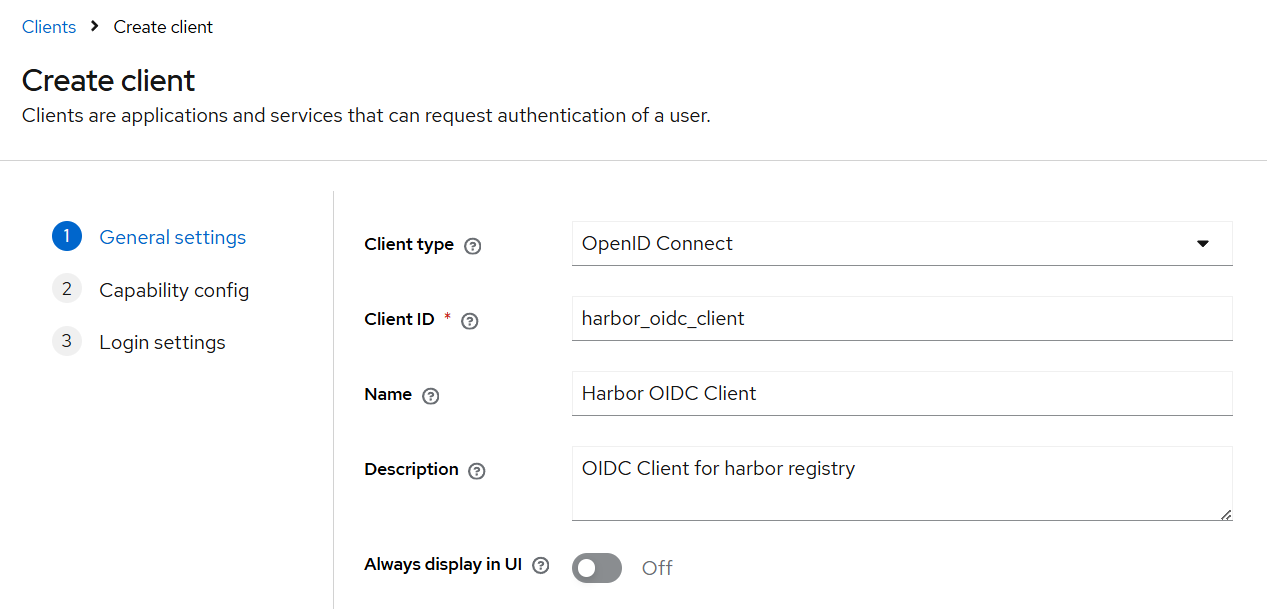 Clients > Create client
Create client
Clients are applications and services that can request authentication of a user.
1 General settings
2 Capability config
3 Login settings
Client type ? OpenID Connect
Client ID * ? harbor_oidc_client
Name ? Harbor OIDC Client
Description ? OIDC Client for harbor registry
Always display in UI ? Off